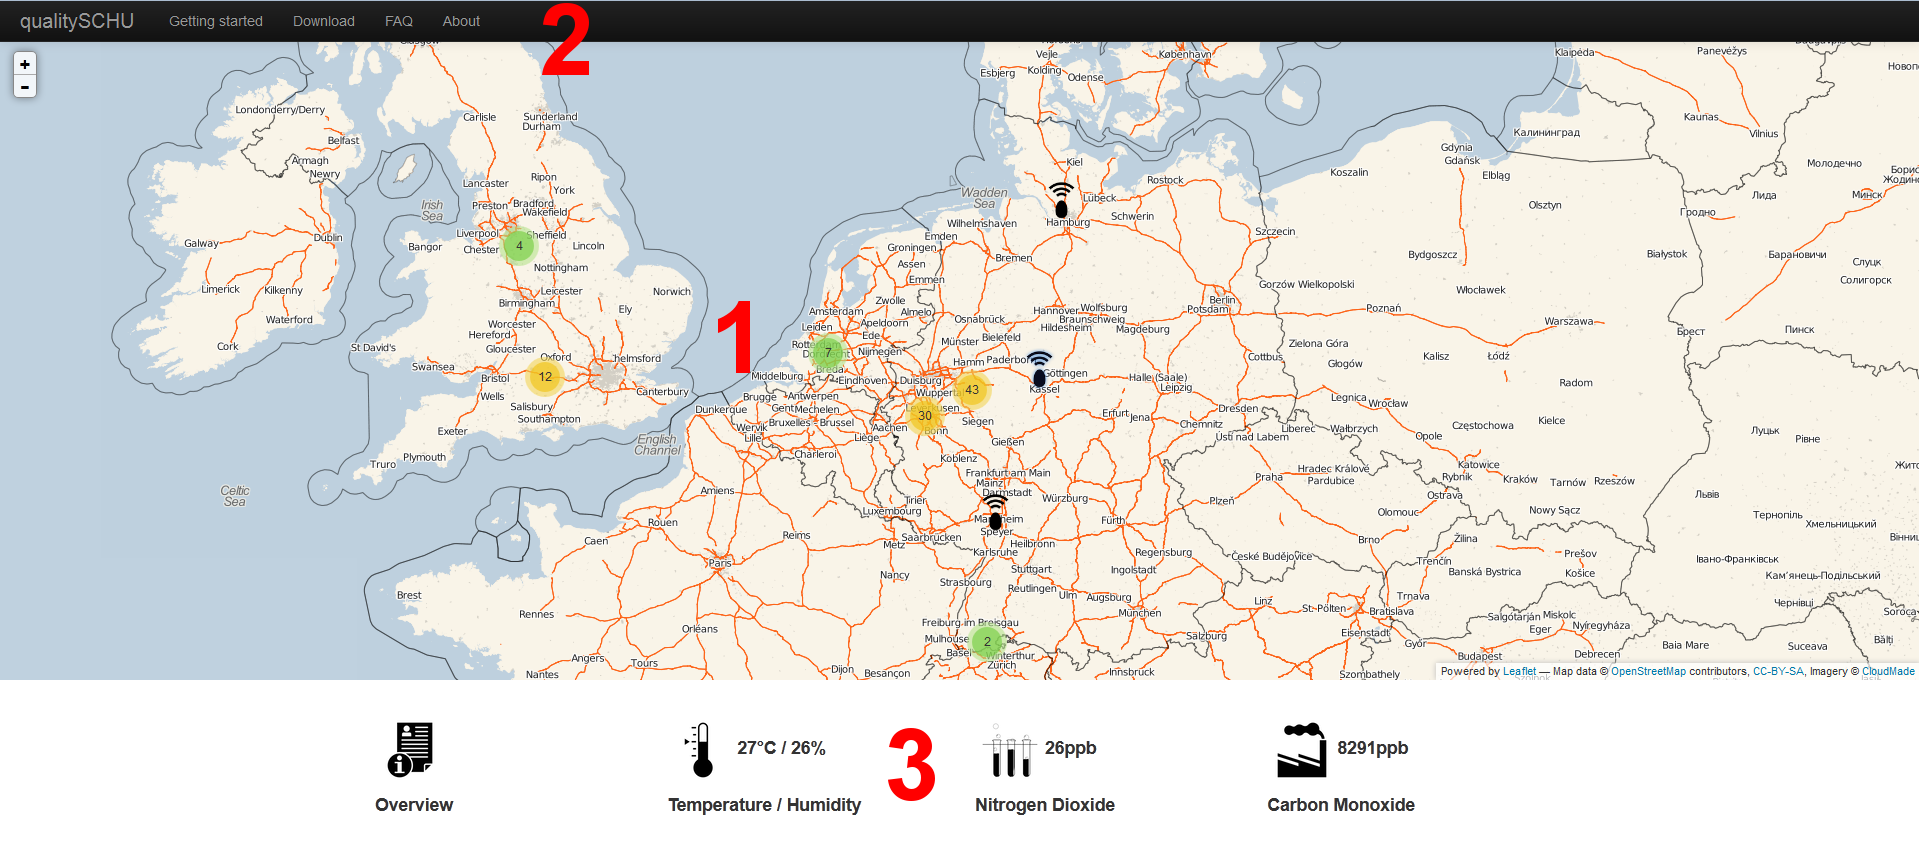 qualitySCHU Getting started Download FAQ About
2
+
-
Glasgow
Londonderry/Derry
Belfast
Armagh
Newry
Carlisle
Sunderland
Durham
Lancaster
Ripon
York
Preston
Bradford
Wakefield
Irish
Sea
Liverpool
Sheffield
Chester
4
Lincoln
Bangor
Nottingham
Galway
Dublin
Limerick
Kilkenny
Waterford
Cork
Leicester
Birmingham
Ely
Norwich
Worcester
Hereford
Gloucester
St David's
Oxford
Swansea
Bristol
12
Wells
Canterbury
Salisbury
Southampton
Exeter
Plymouth
Truro
English
Channel
Celtic
Sea
1
Esbjerg
Vejle
Kolding
Odense
København
Kiel
Wadden
Sea
Lübeck
Rostock
Hamburg
Schwerin
Wilhelmshaven
Emden
Groningen
Assen
Emmen
Bremen
Szczecin
Zwolle
Amsterdam
Almelo
Leiden
Apeldoorn
Ede
Osnabrück
Hannover
Wolfsburg
Braunschweig
Hildesheim
Magdeburg
Berlin
Potsdam
7
Breda
Nijmegen
Münster
Bielefeld
Hamm
Göttingen
Kassel
Middelburg
Eindhoven
Duisburg
43
Halle (Saale)
Leipzig
Cottbus
Dunkerque
Brugge
Antwerpen
Gent
Mechelen
Bruxelles - Brussel
Leverkusen
30
Bonn
Siegen
Wervik
Lille
Aachen
Liège
Charleroi
Erfurt
Jena
Chemnitz
Dresden
Gießen
Koblenz
Frankfurt am Main
Mainz
Darmstadt
Würzburg
Trier
Luxembourg
Amiens
Rouen
Caen
Reims
Mannheim
Speyer
Fürth
Heilbronn
Saarbrücken
Metz
Karlsruhe
Paris
Nancy
Strasbourg
Stuttgart
Reutlingen
Ulm
Augsburg
Ingolstadt
Regensburg
München
Brest
Rennes
Orléans
Angers
Tours
Nantes
Dijon
Besançon
Freiburg im Breisgau
Mulhouse
Basel
2
Winterthur
Zürich
Salzburg
Innsbruck
Klaipėda
Panevėžys
Kaunas
Vilnius
Калининград
Gdynia
Gdańsk
Elbląg
Koszalin
Olsztyn
Молодечно
Лида
Минск
Гродно
Bydgoszcz
Białystok
Барановичи
Слуцк
Солигорск
Gorzów Wielkopolski
Włocławek
Poznań
Warszawa
Брест
Пинск
Zielona Góra
Głogów
Kalisz
Łódź
Radom
Legnica
Wrocław
Liberec
Wałbrzych
Ústí nad Labem
Opole
Częstochowa
Kielce
Луцьк
Рівне
Praha
Hradec Králové
Pardubice
Katowice
Rybnik
Kraków
Tarnów
Rzeszów
Plzeň
Ostrava
Olomouc
Nowy Sącz
Львів
Тернопіль
Хмельницький
Brno
Žilina
Prešov
Košice
Trenčín
Banská Bystrica
České Budějovice
Івано-Франківськ
Кам'янець-Подільський
Чернівці
Linz
St. Pölten
Trnava
Bratislava
Eisenstadt
Győr
Salgótarján
Miskolc
Eger
Nyíregyháza
Budapest
Debrecen
Baia Mare
Suceava
Bălți
Szombathely
Powered by Leaflet — Map data © OpenStreetMap contributors, CC-BY-SA, Imagery © CloudMade
27°C / 26%
3
26ppb
8291ppb
Overview
Temperature / Humidity
Nitrogen Dioxide
Carbon Monoxide